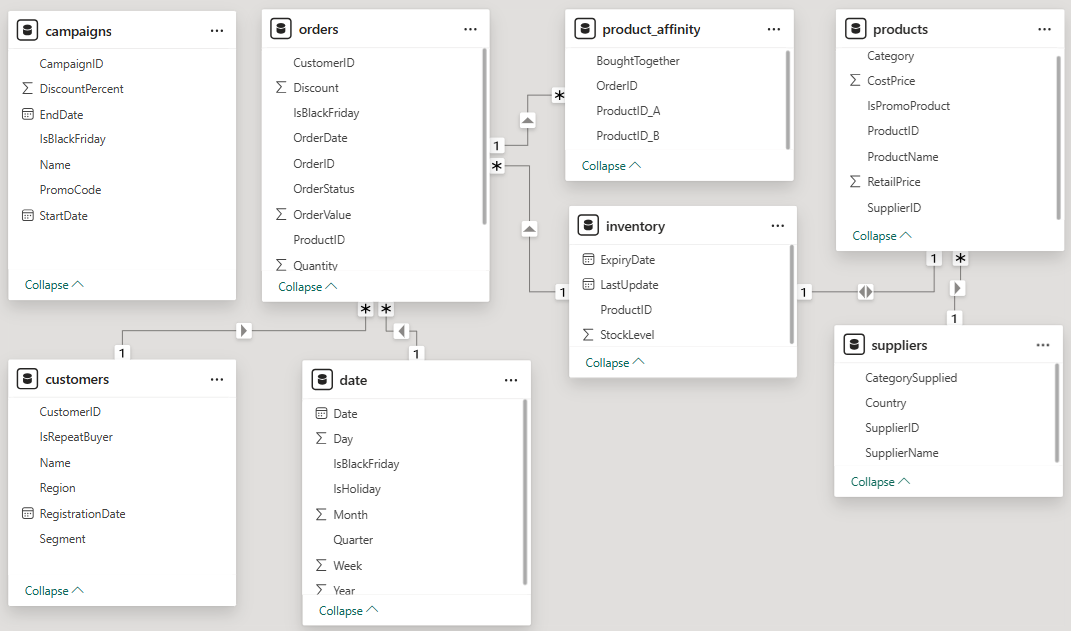 campaigns
CampaignID
DiscountPercent
EndDate
IsBlackFriday
Name
PromoCode
StartDate
Collapse
orders
CustomerID
Discount
IsBlackFriday
OrderDate
OrderID
OrderStatus
OrderValue
ProductID
Quantity
Collapse
product_affinity
BoughtTogether
OrderID
ProductID_A
ProductID_B
Collapse
products
Category
CostPrice
IsPromoProduct
ProductID
ProductName
RetailPrice
SupplierID
Collapse
inventory
ExpiryDate
LastUpdate
ProductID
StockLevel
Collapse
customers
CustomerID
IsRepeatBuyer
Name
Region
RegistrationDate
Segment
Collapse
date
Date
Day
IsBlackFriday
IsHoliday
Month
Quarter
Week
Year
Collapse
suppliers
CategorySupplied
Country
SupplierID
SupplierName
Collapse
1
*
*
1
1
1
*
1
*
*
1
1